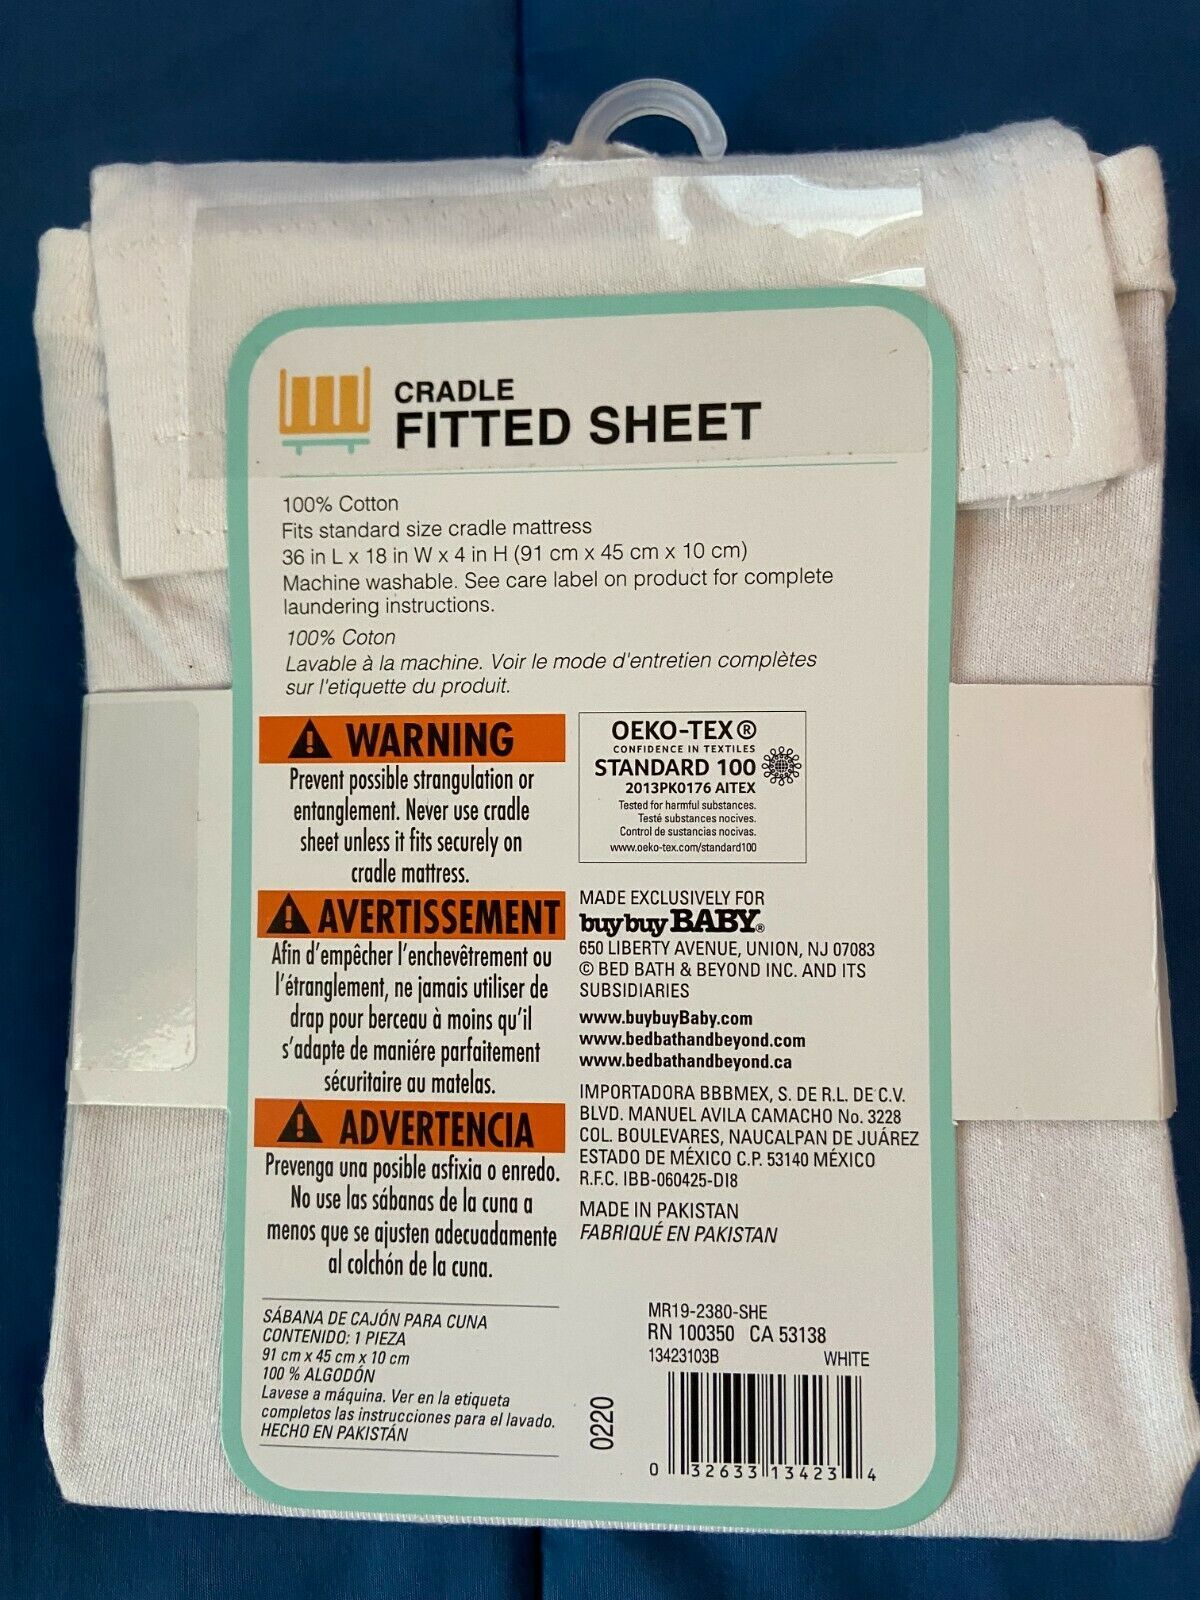 CRADLE
FITTED SHEET
100% Cotton
Fits standard size cradle mattress
36 in L x 18 in W x 4 in H (91 cm x 45 cm x 10 cm)
Machine washable. See care label on product for complete
laundering instructions.
100% Coton
Lavable à la machine. Voir le mode d'entretien complètes
sur l'etiquette du produit.
WARNING
Prevent possible strangulation or
entanglement. Never use cradle
sheet unless it fits securely on
cradle mattress.
AVERTISSEMENT
Afin d'empêcher l'enchevêtrement ou
l'étranglement, ne jamais utiliser de
drap pour berceau à moins qu'il
s'adapte de maniére parfaitement
sécuritaire au matelas.
ADVERTENCIA
Prevenga una posible asfixia o enredo.
No use las sábanas de la cuna a
menos que se ajusten adecuadamente
al colchón de la cuna.
SÁBANA DE CAJÓN PARA CUNA
CONTENIDO: 1 PIEZA
91 cm x 45 cm x 10 cm
100 % ALGODÓN
Lavese a máquina. Ver en la etiqueta
completos las instrucciones para el lavado.
HECHO EN PAKISTÁN
OEKO-TEX®
CONFIDENCE IN TEXTILES
STANDARD 100
2013PK0176 AITEX
Tested for harmful substances.
Testé substances nocives.
Control de sustancias nocivas.
www.oeko-tex.com/standard100
MADE EXCLUSIVELY FOR
buybuy BABY®
650 LIBERTY AVENUE, UNION, NJ 07083
© BED BATH & BEYOND INC. AND ITS
SUBSIDIARIES
www.buybuyBaby.com
www.bedbathandbeyond.com
www.bedbathandbeyond.ca
IMPORTADORA BBBMEX, S. DE R.L. DE C.V.
BLVD. MANUEL AVILA CAMACHO No. 3228
COL. BOULEVARES, NAUCALPAN DE JUÁREZ
ESTADO DE MÉXICO C.P. 53140 MÉXICO
R.F.C. IBB-060425-DI8
MADE IN PAKISTAN
FABRIQUÉ EN PAKISTAN
MR19-2380-SHE
RN 100350 CA 53138
13423103B WHITE
0220
0 32633 13423 4